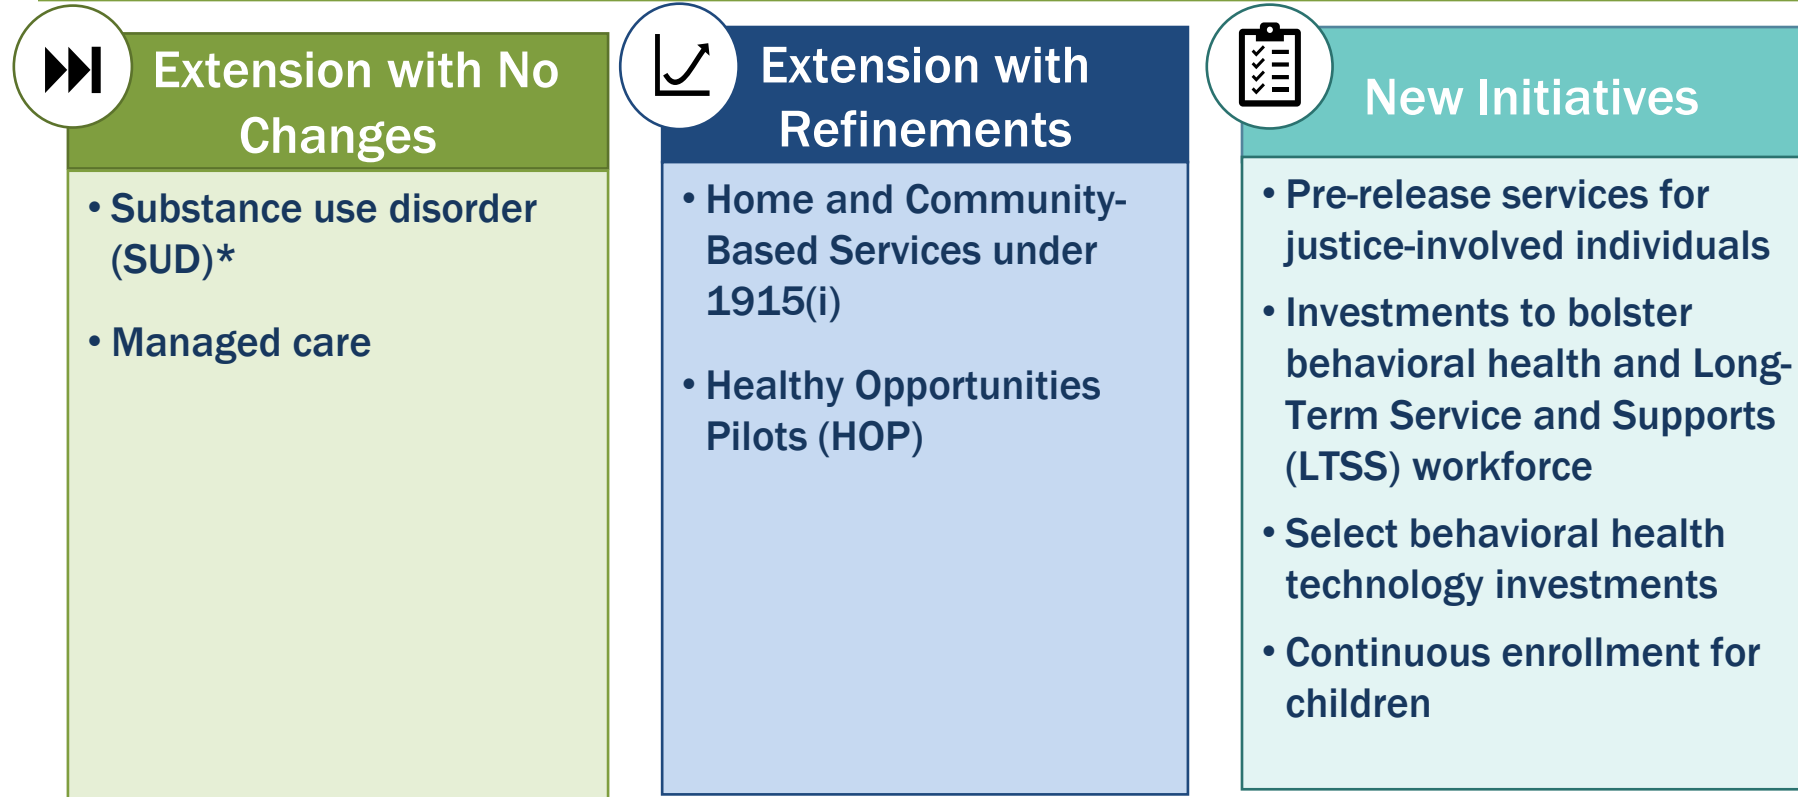 Extension with No
Changes
• Substance use disorder
(SUD)*
• Managed care
Extension with
Refinements
• Home and Community-
Based Services under
1915(i)
• Healthy Opportunities
Pilots (HOP)
New Initiatives
• Pre-release services for
justice-involved individuals
• Investments to bolster
behavioral health and Long-
Term Service and Supports
(LTSS) workforce
• Select behavioral health
technology investments
• Continuous enrollment for
children